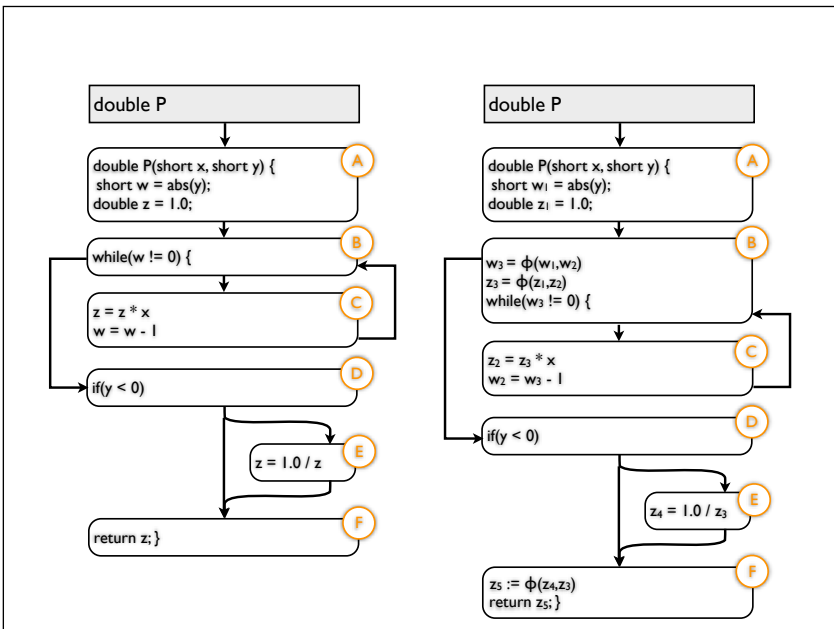 double P
A
double P(short x, short y) {
short w = abs(y);
double z = 1.0;
B
while(w != 0) {
C
z = z * x
w = w - 1
D
if(y < 0)
E
z = 1.0 / z
F
return z; }
double P
A
double P(short x, short y) {
short w₁ = abs(y);
double z₁ = 1.0;
B
w₃ = ϕ(w₁,w₂)
z₃ = ϕ(z₁,z₂)
while(w₃ != 0) {
C
z₂ = z₃ * x
w₂ = w₃ - 1
D
if(y < 0)
E
z₄ = 1.0 / z₃
F
z₅ := ϕ(z₄,z₃)
return z₅; }